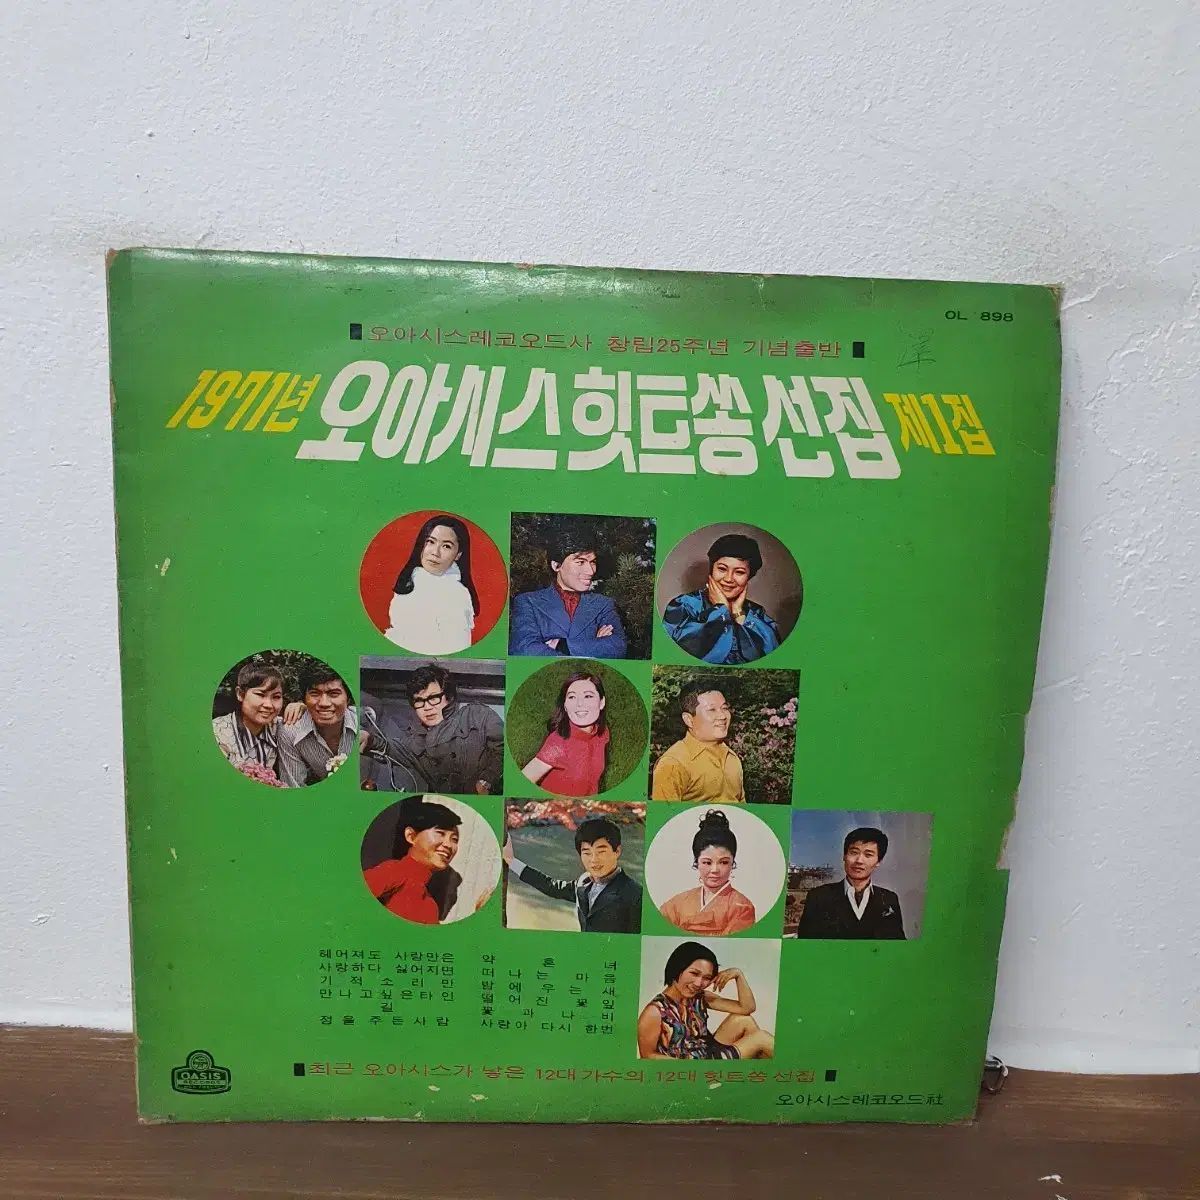 OL 898
■오아시스레코오드사 창립25주년 기념출반■
1971년 오아시스 힛트쏭 선집 제1집
헤어져도 사랑만은
사랑하다 싫어지면
기적소리만
만나고싶은타인
길
정을 주는사람
약혼녀
떠나는마음
밤에우는새
떨어진 꽃잎
꽃과나비
사랑아 다시 한번
■최근 오아시스가 낳은 12대가수의 12대 힛트쏭 선집■
OASIS
RECORDS
오아시스레코오드社